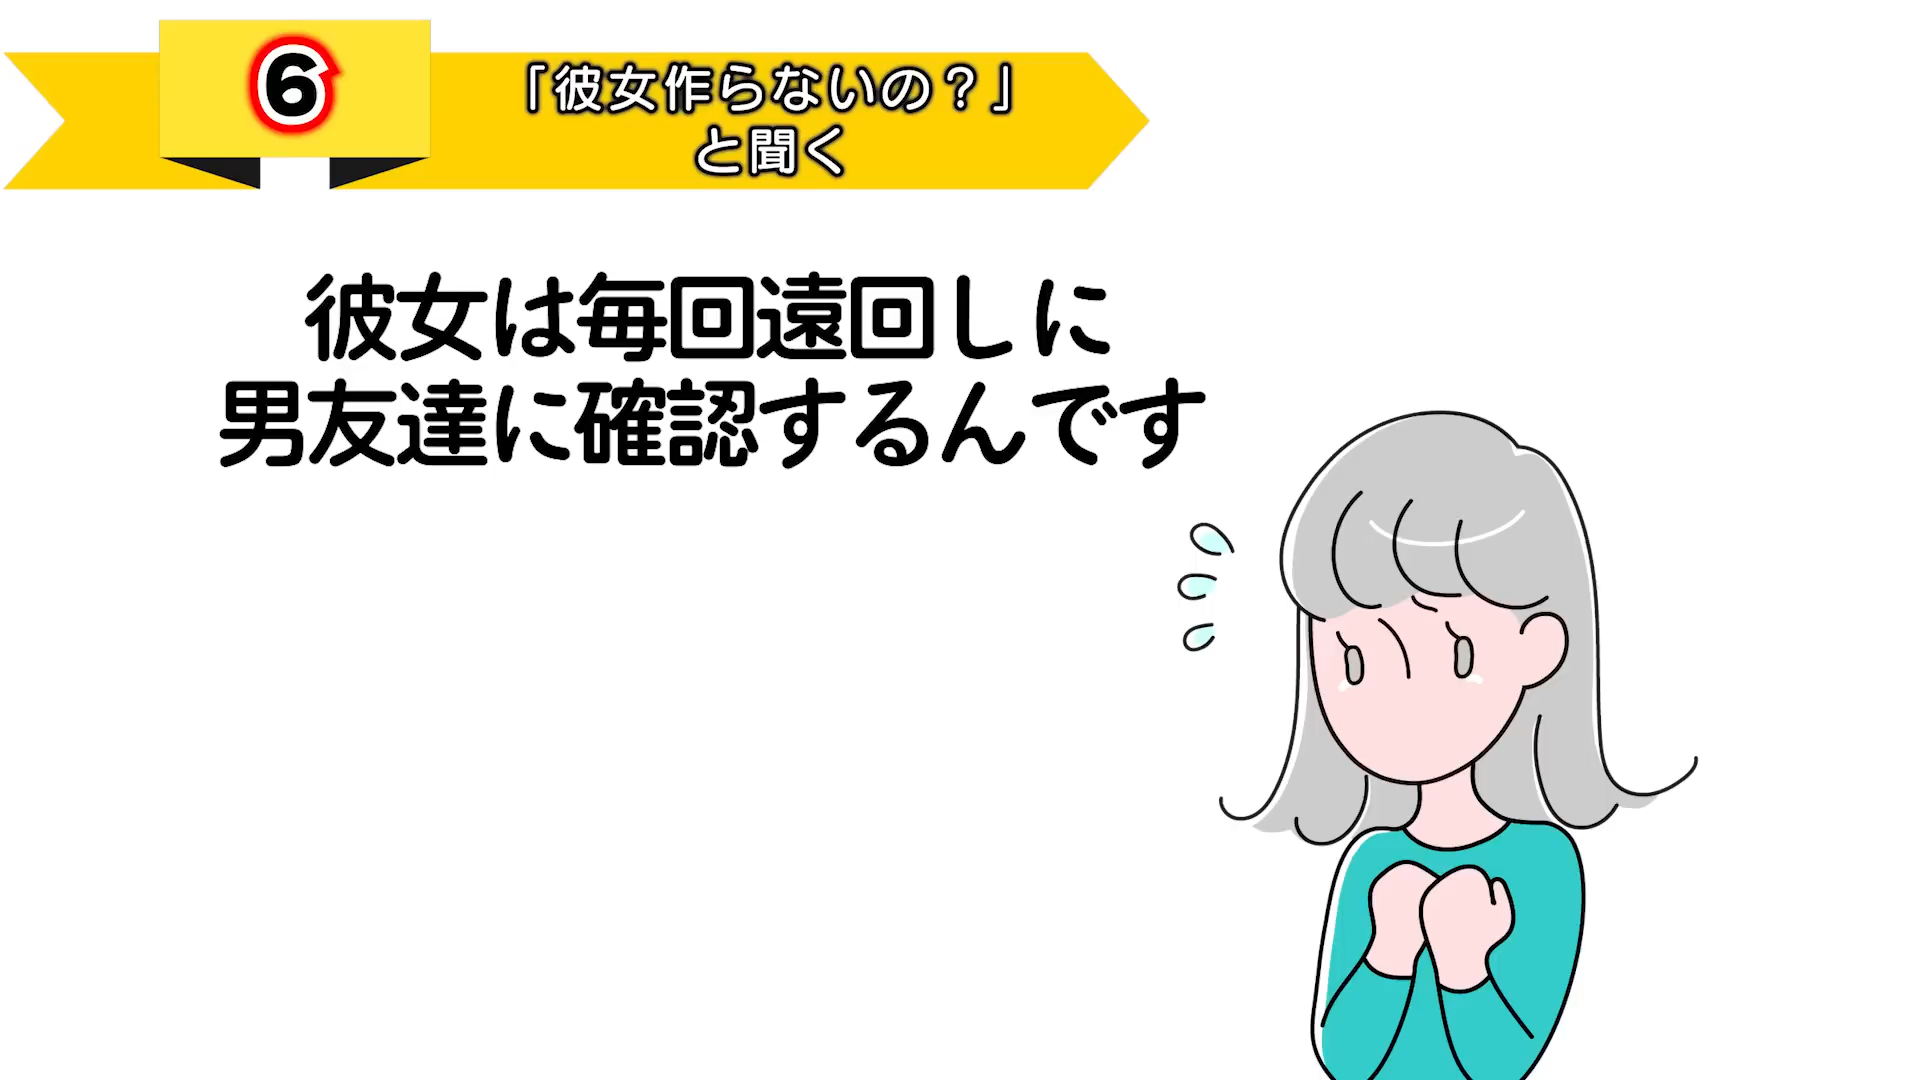 6
「彼女作らないの？」
と聞く
彼女は毎回遠回しに
男友達に確認するんです